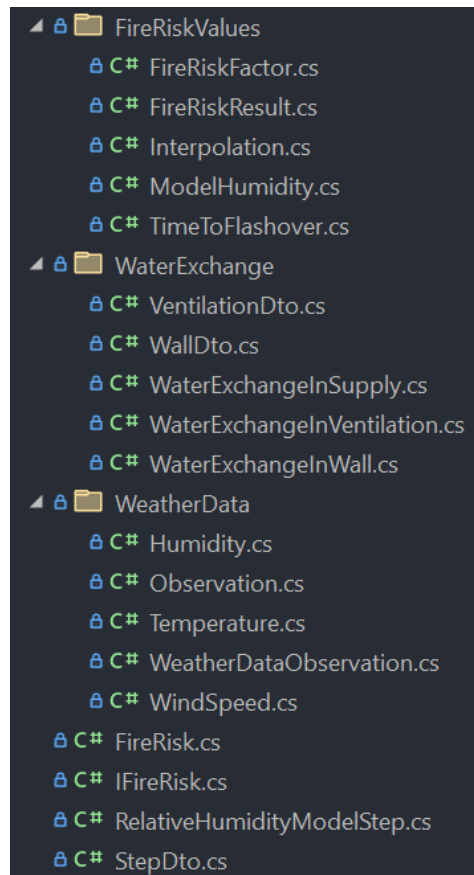 FireRiskValues
C# FireRiskFactor.cs
C# FireRiskResult.cs
C# Interpolation.cs
C# ModelHumidity.cs
C# TimeToFlashover.cs
WaterExchange
C# VentilationDto.cs
C# WallDto.cs
C# WaterExchangeInSupply.cs
C# WaterExchangeInVentilation.cs
C# WaterExchangeInWall.cs
WeatherData
C# Humidity.cs
C# Observation.cs
C# Temperature.cs
C# WeatherDataObservation.cs
C# WindSpeed.cs
C# FireRisk.cs
C# IFireRisk.cs
C# RelativeHumidityModelStep.cs
C# StepDto.cs